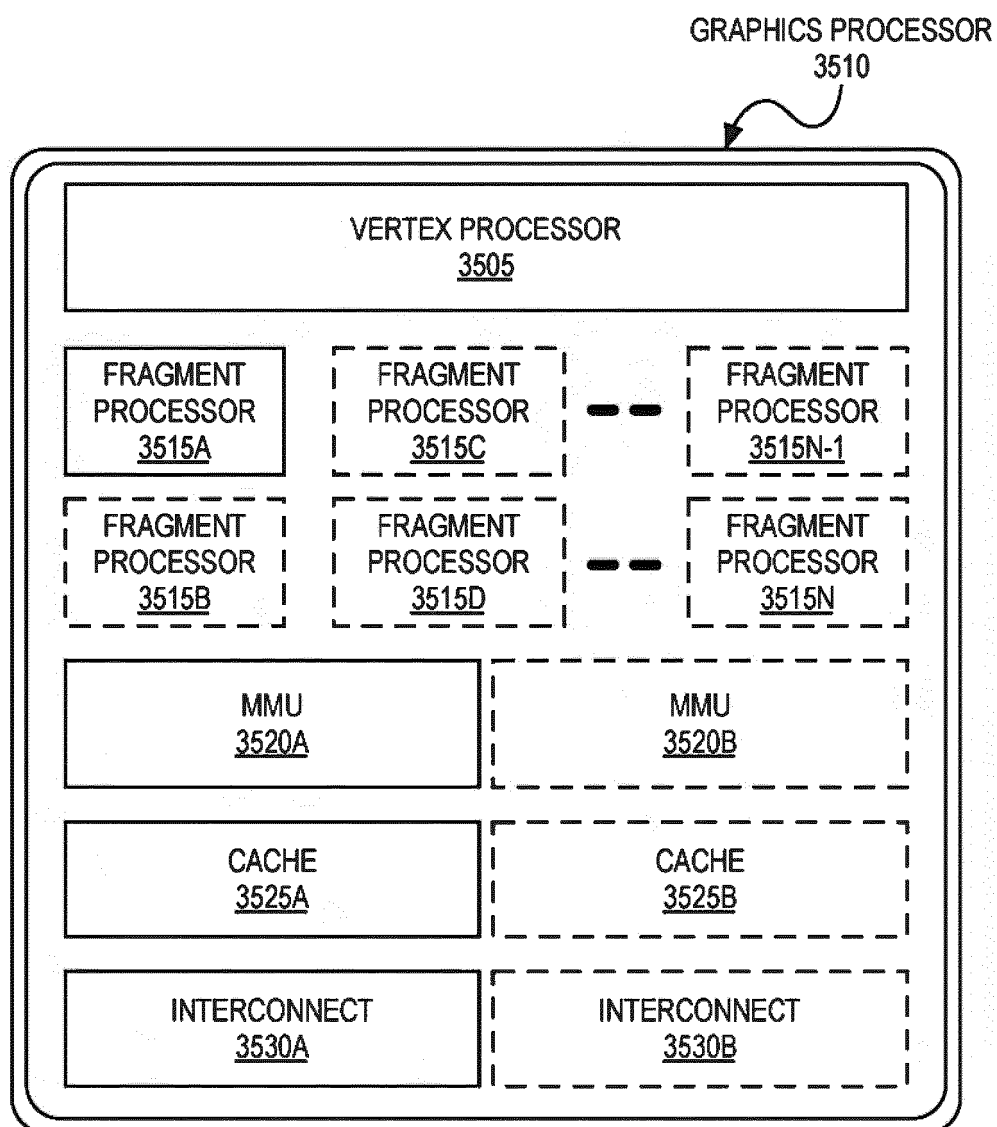 GRAPHICS PROCESSOR
3510
VERTEX PROCESSOR
3505
FRAGMENT
PROCESSOR
3515A
FRAGMENT
PROCESSOR
3515C
FRAGMENT
PROCESSOR
3515N-1
FRAGMENT
PROCESSOR
3515B
FRAGMENT
PROCESSOR
3515D
FRAGMENT
PROCESSOR
3515N
MMU
3520A
MMU
3520B
CACHE
3525A
CACHE
3525B
INTERCONNECT
3530A
INTERCONNECT
3530B